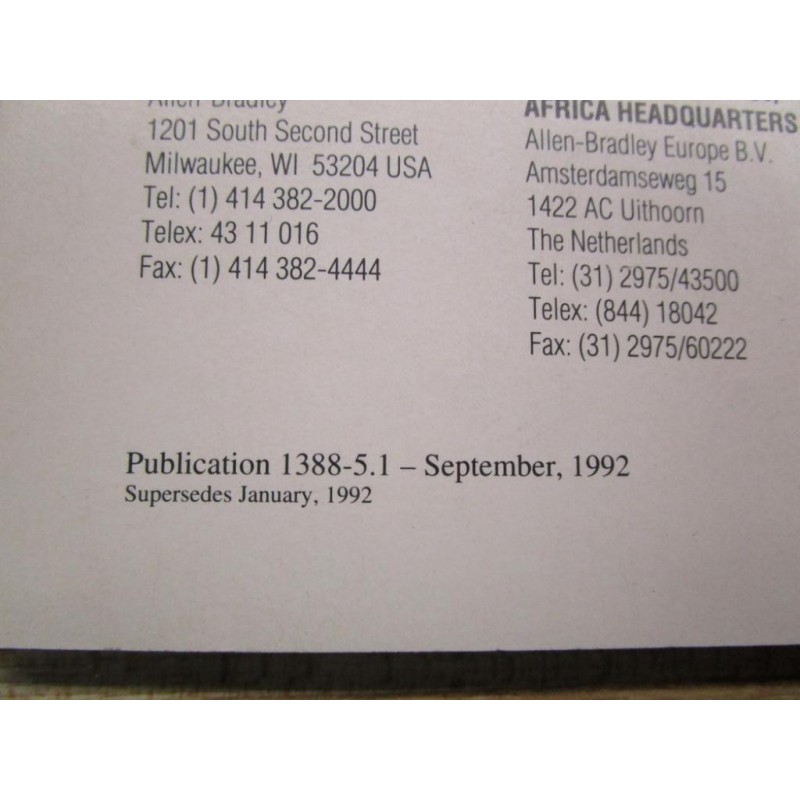 Allen-Bradley
1201 South Second Street
Milwaukee, WI 53204 USA
Tel: (1) 414 382-2000
Telex: 43 11 016
Fax: (1) 414 382-4444
AFRICA HEADQUARTERS
Allen-Bradley Europe B.V.
Amsterdamseweg 15
1422 AC Uithoorn
The Netherlands
Tel: (31) 2975/43500
Telex: (844) 18042
Fax: (31) 2975/60222
Publication 1388-5.1 – September, 1992
Supersedes January, 1992